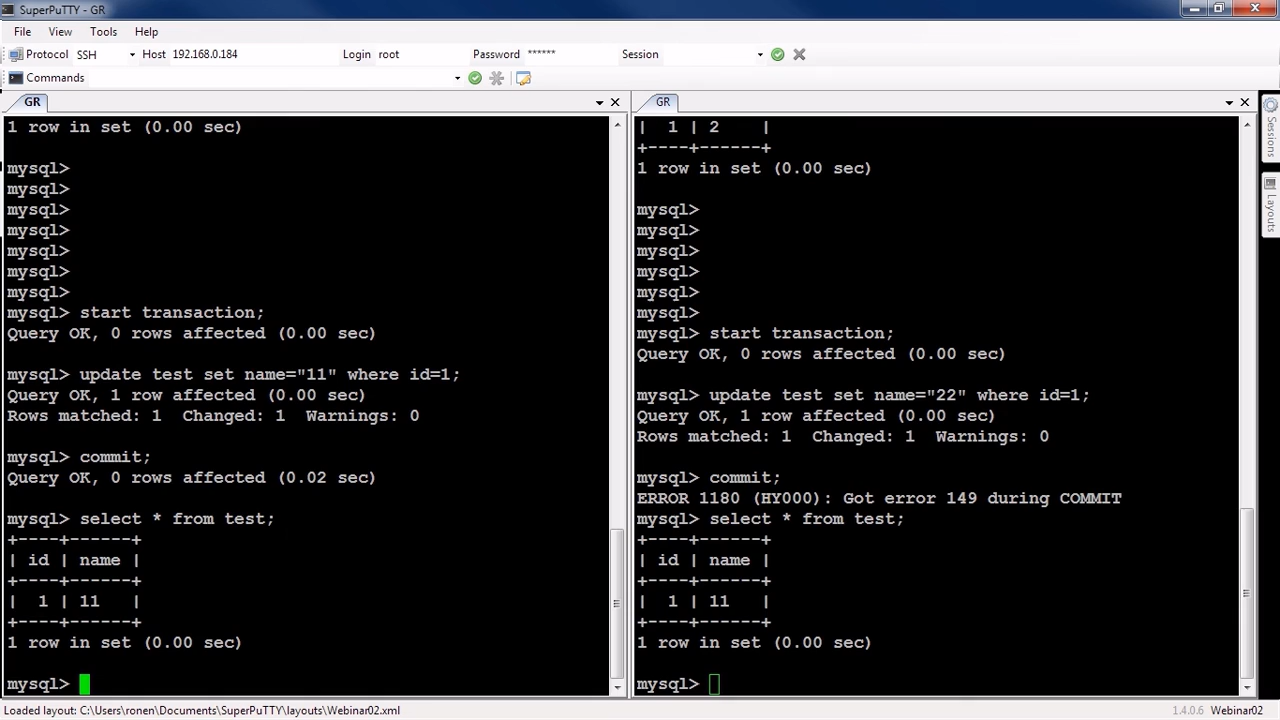 SuperPuTTY - GR
File View Tools Help
Protocol SSH Host 192.168.0.184 Login root Password ****** Session
Commands
GR
1 row in set (0.00 sec)
mysql>
mysql>
mysql>
mysql>
mysql>
mysql>
mysql>
mysql> start transaction;
Query OK, 0 rows affected (0.00 sec)
mysql> update test set name="11" where id=1;
Query OK, 1 row affected (0.00 sec)
Rows matched: 1  Changed: 1  Warnings: 0
mysql> commit;
Query OK, 0 rows affected (0.02 sec)
mysql> select * from test;
+----+------+
| id | name |
+----+------+
|  1 | 11   |
+----+------+
1 row in set (0.00 sec)
mysql>
GR
|  1 | 2    |
+----+------+
1 row in set (0.00 sec)
mysql>
mysql>
mysql>
mysql>
mysql>
mysql>
mysql> start transaction;
Query OK, 0 rows affected (0.00 sec)
mysql> update test set name="22" where id=1;
Query OK, 1 row affected (0.00 sec)
Rows matched: 1  Changed: 1  Warnings: 0
mysql> commit;
ERROR 1180 (HY000): Got error 149 during COMMIT
mysql> select * from test;
+----+------+
| id | name |
+----+------+
|  1 | 11   |
+----+------+
1 row in set (0.00 sec)
mysql>
Sessions
Layouts
Loaded layout: C:\Users\ronen\Documents\SuperPuTTY\layouts\Webinar02.xml
1.4.0.6 Webinar02